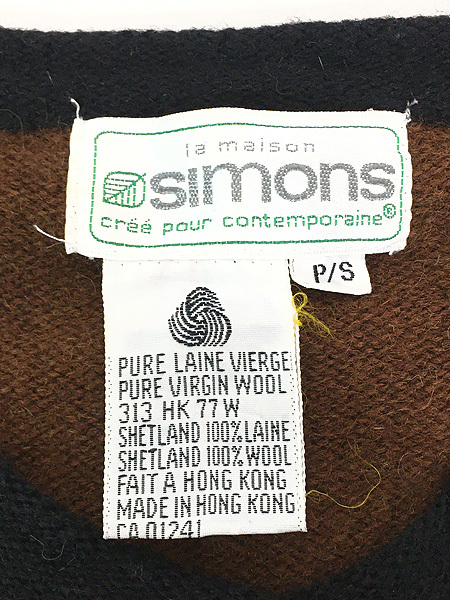 la maison
simons
créé pour contemporaine®
P/S
PURE LAINE VIERGE
PURE VIRGIN WOOL
313 HK 77 W
SHETLAND 100% LAINE
SHETLAND 100% WOOL
FAIT A HONG KONG
MADE IN HONG KONG
CA 01241